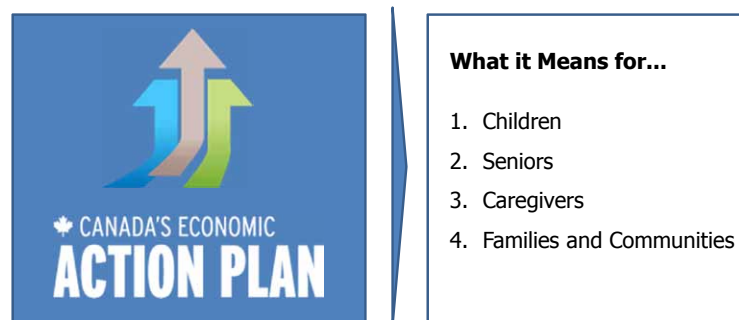 CANADA'S ECONOMIC
ACTION PLAN
What it Means for...
1. Children
2. Seniors
3. Caregivers
4. Families and Communities